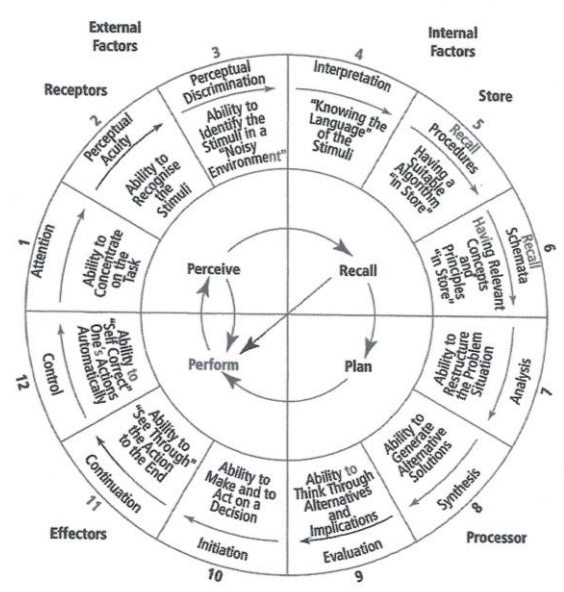 External
Factors
Internal
Factors
Receptors
Store
1
Attention
Ability to
Concentrate
on the
Task
2
Perceptual
Acuity
Ability to
Recognise
the
Stimuli
3
Perceptual
Discrimination
Ability to
Identify the
Stimuli in a
"Noisy
Environment"
4
Interpretation
"Knowing the
Language"
of the
Stimuli
5
Recall
Procedures
Having a
Suitable
Algorithm
"in Store"
6
Recall
Schemata
Having Relevant
Concepts
and
Principles
"in Store"
7
Analysis
Ability to
Restructure
the Problem
Situation
8
Synthesis
Ability to
Generate
Alternative
Solutions
9
Evaluation
Ability to
Think Through
Alternatives
and
Implications
10
Initiation
Ability to
Make and to
Act on a
Decision
11
Continuation
Ability to
"See Through"
the Action
to the End
12
Control
Ability to
"Self Correct"
One's Actions
Automatically
Perceive
Recall
Perform
Plan
Effectors
Processor